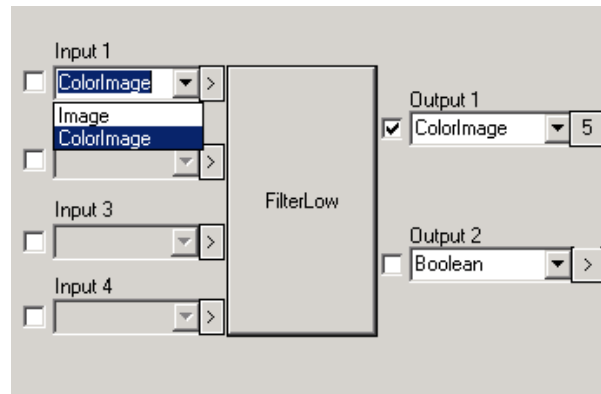 Input 1
ColorImage >
Image
ColorImage
>
Input 3
>
Input 4
>
FilterLow
Output 1
ColorImage 5
Output 2
Boolean >